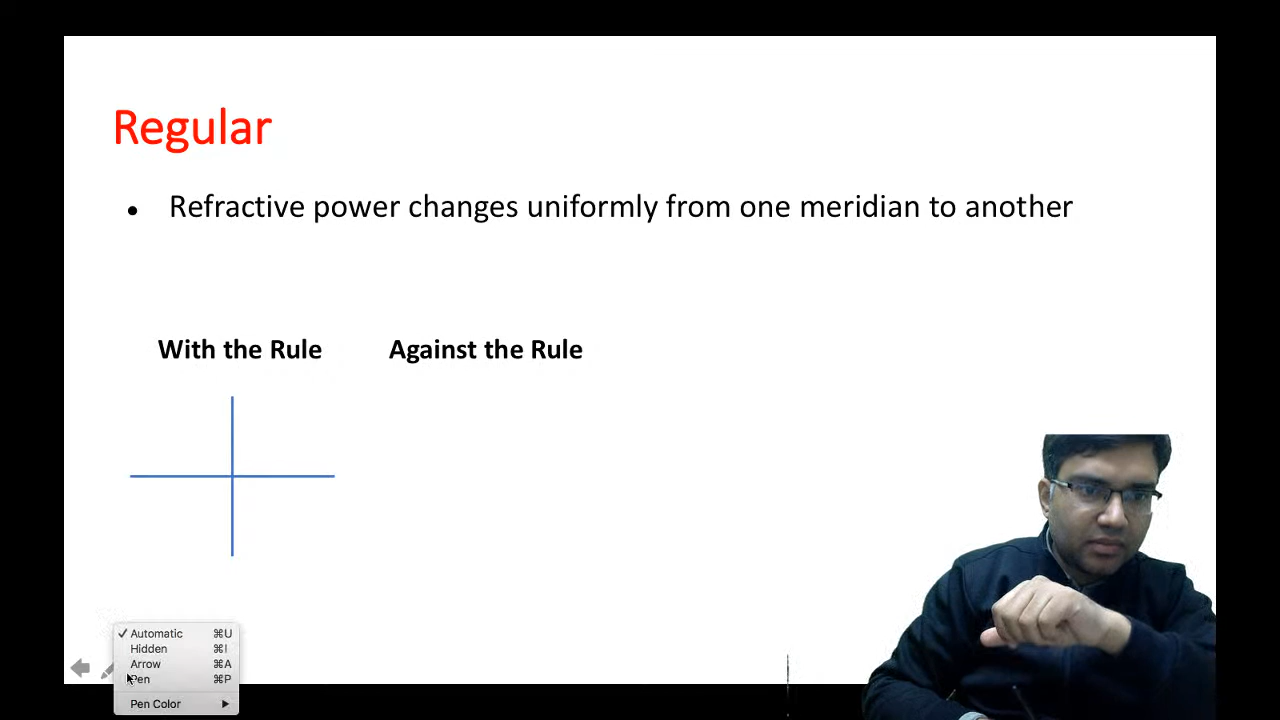 Regular
• Refractive power changes uniformly from one meridian to another
With the Rule
Against the Rule
✓ Automatic ⌘U
Hidden ⌘I
Arrow ⌘A
Pen ⌘P
Pen Color ▶